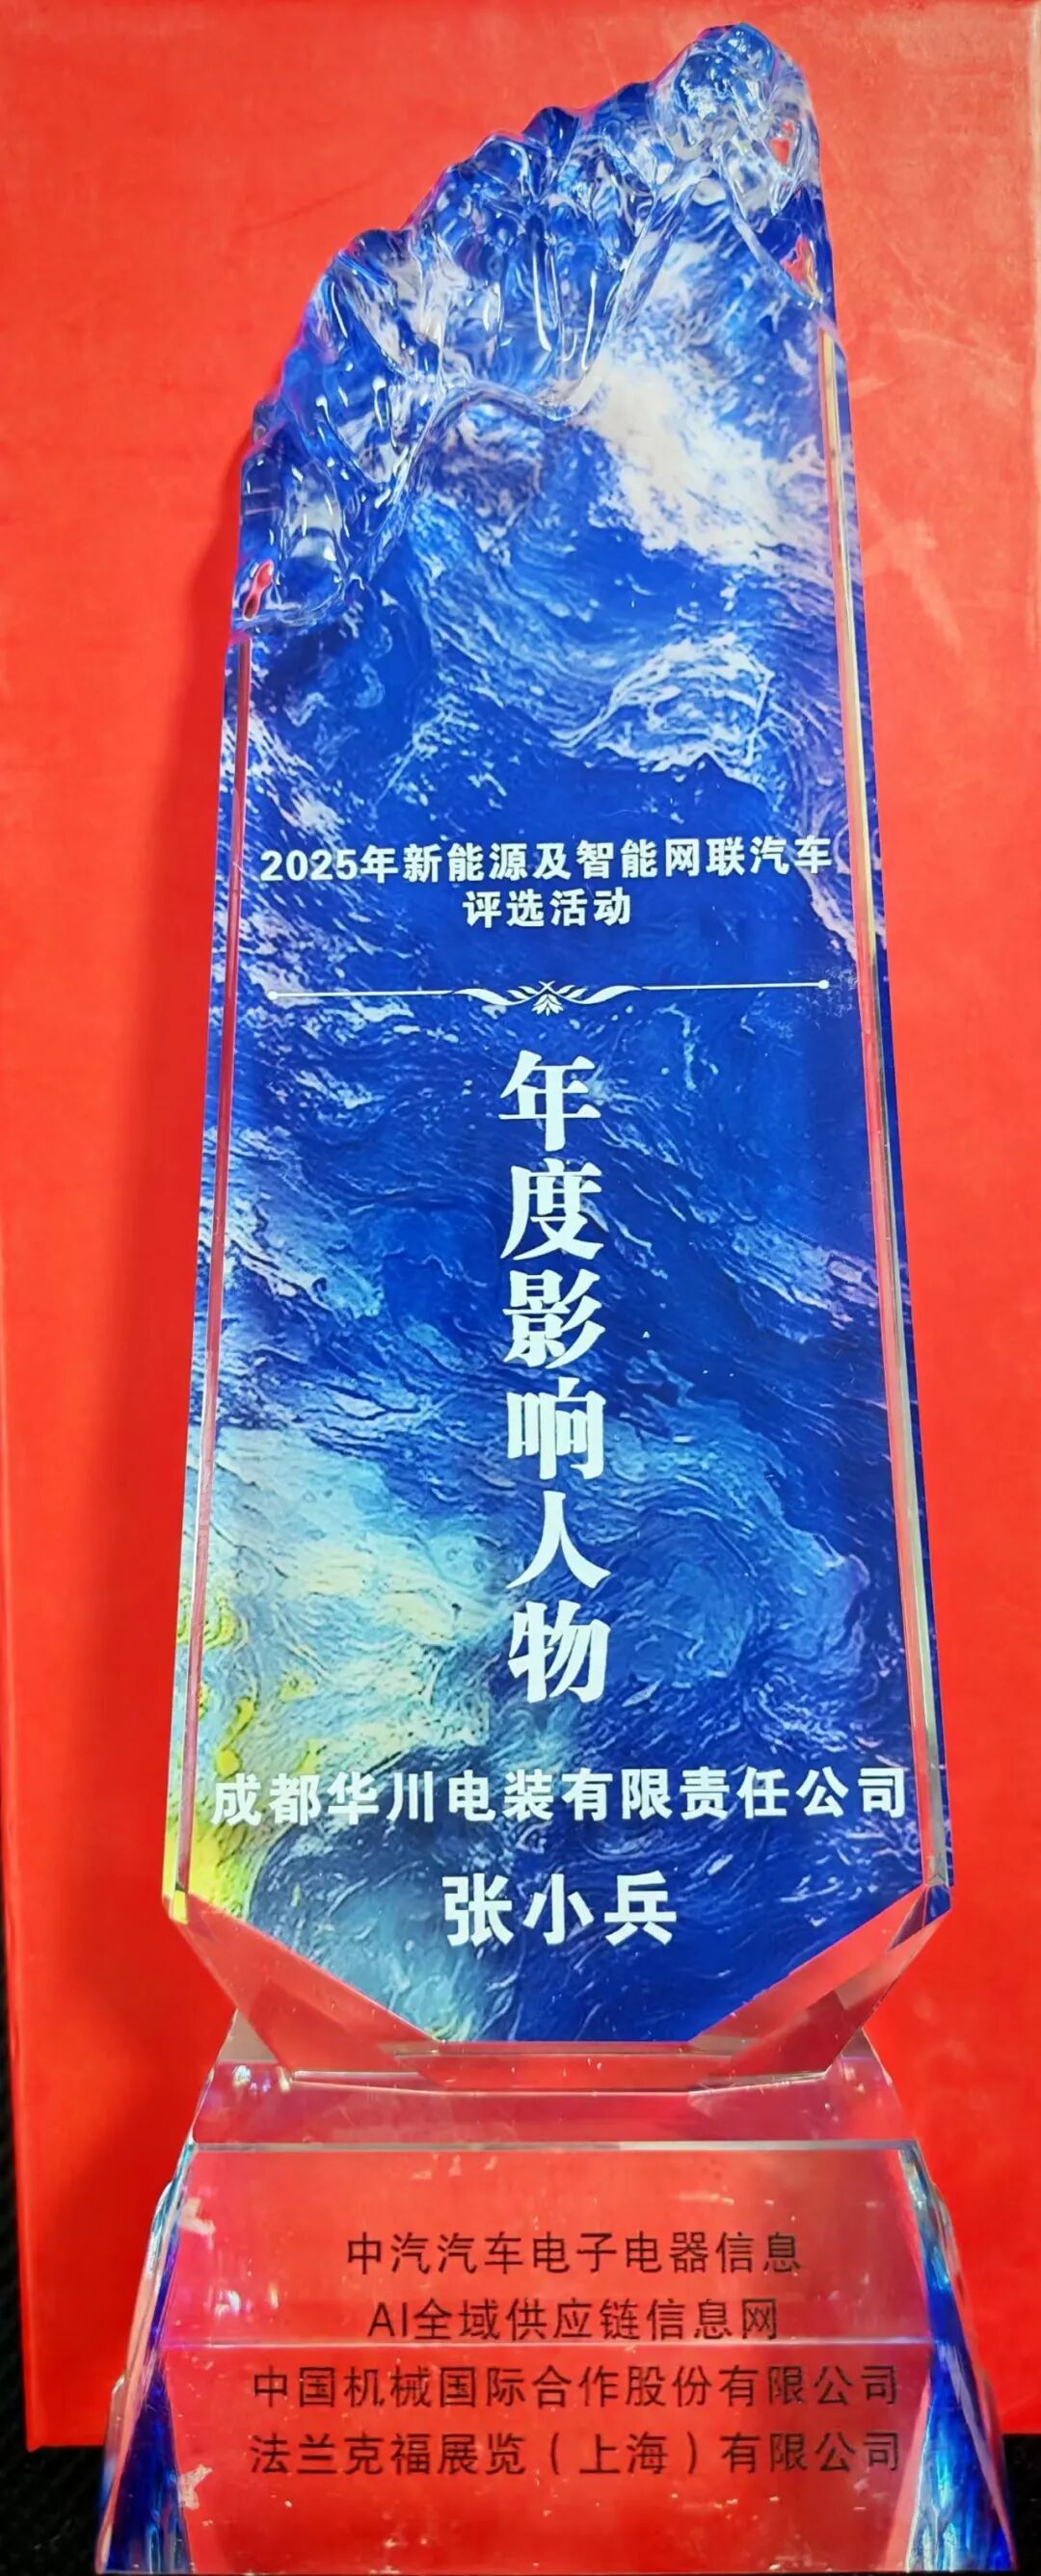 2025年新能源及智能网联汽车
评选活动
年度影响人物
成都华川电装有限责任公司
张小兵
中汽汽车电子电器信息
AI全域供应链信息网
中国机械国际合作股份有限公司
法兰克福展览（上海）有限公司